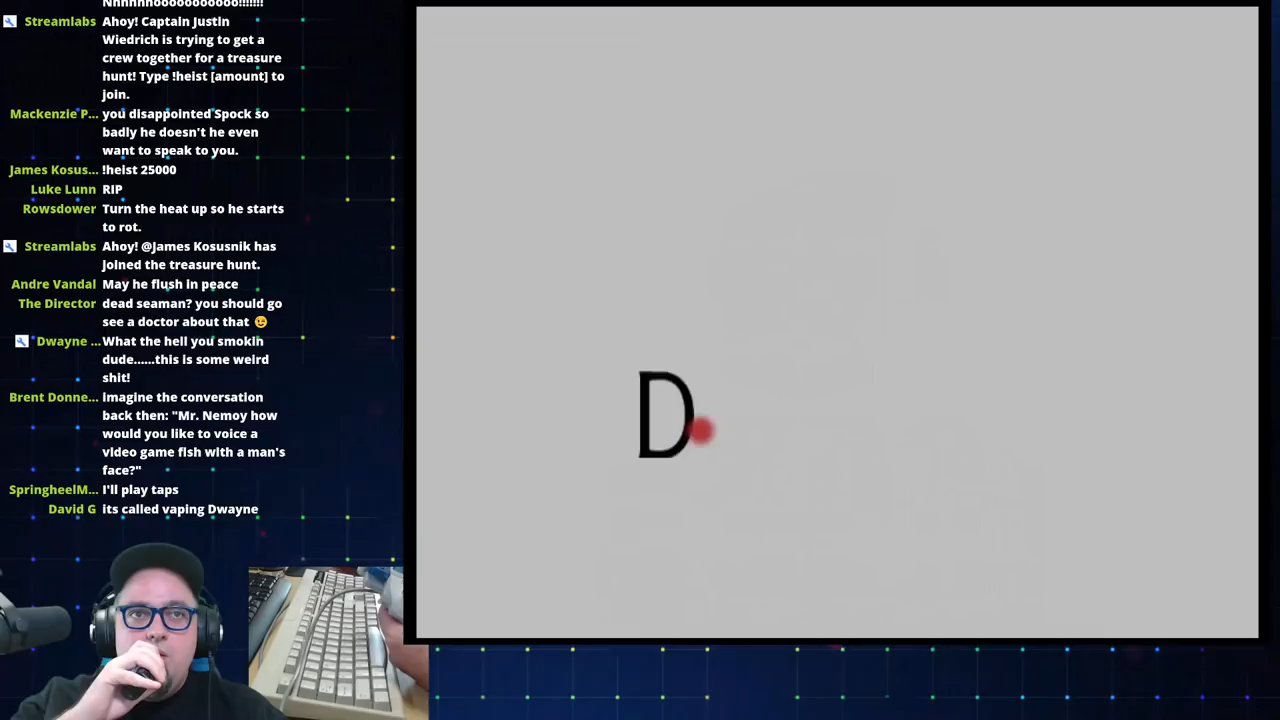 Nnnnnnooooooooooo!!!!!!!
Streamlabs Ahoy! Captain Justin
Wiedrich is trying to get a
crew together for a treasure
hunt! Type !heist [amount] to
join.
Mackenzie P... you disappointed Spock so
badly he doesn't he even
want to speak to you.
James Kosus... !heist 25000
Luke Lunn RIP
Rowsdower Turn the heat up so he starts
to rot.
Streamlabs Ahoy! @James Kosusnik has
joined the treasure hunt.
Andre Vandal May he flush in peace
The Director dead seaman? you should go
see a doctor about that 😉
Dwayne ... What the hell you smokin
dude......this is some weird
shit!
Brent Donne... imagine the conversation
back then: "Mr. Nemoy how
would you like to voice a
video game fish with a man's
face?"
SpringheelM... I'll play taps
David G its called vaping Dwayne
D